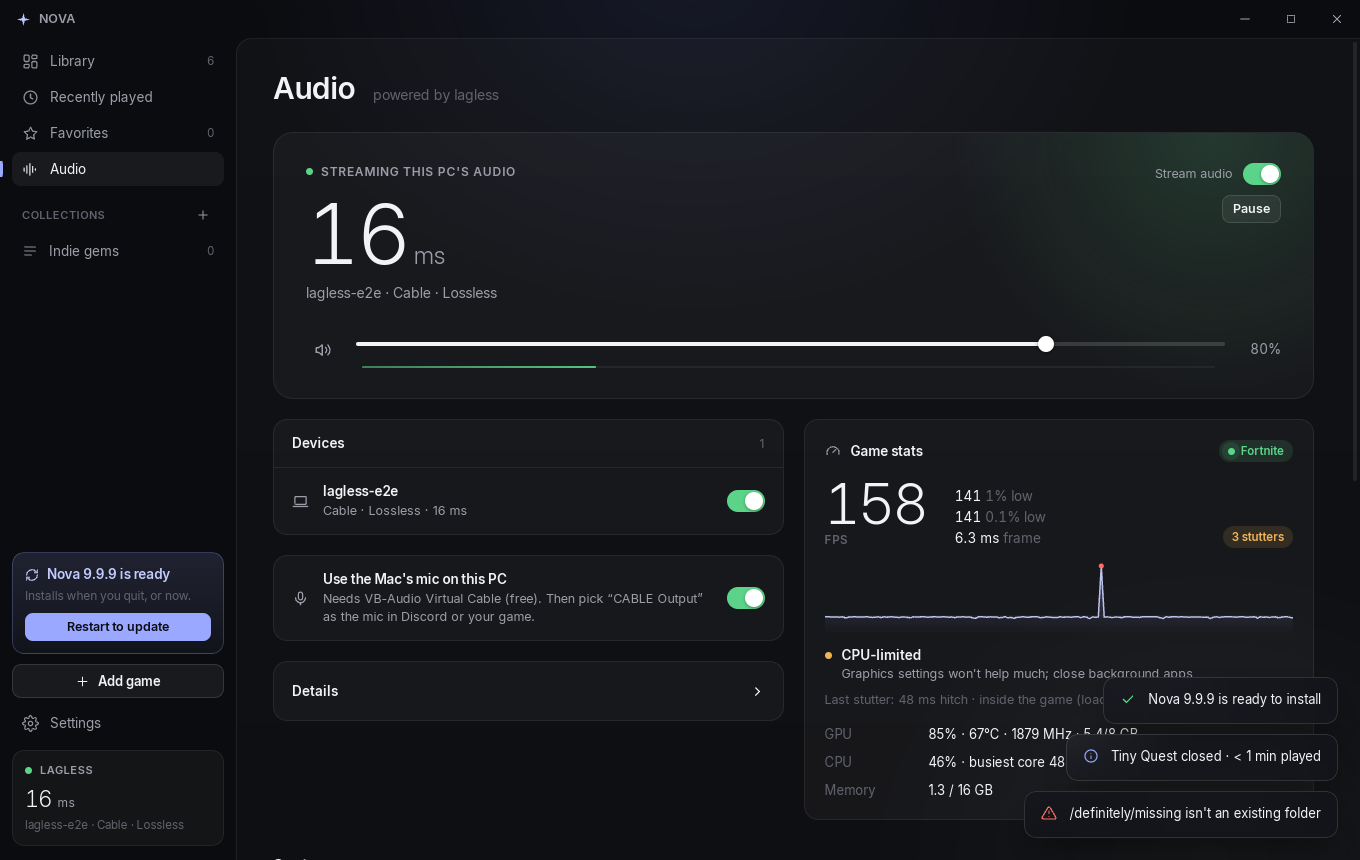 NOVA
Library 6
Recently played
Favorites 0
Audio
COLLECTIONS
Indie gems 0
Nova 9.9.9 is ready
Installs when you quit, or now.
Restart to update
Add game
Settings
LAGLESS
16 ms
lagless-e2e · Cable · Lossless
Audio powered by lagless
STREAMING THIS PC'S AUDIO
Stream audio
Pause
16 ms
lagless-e2e · Cable · Lossless
80%
Devices 1
lagless-e2e
Cable · Lossless · 16 ms
Use the Mac's mic on this PC
Needs VB-Audio Virtual Cable (free). Then pick “CABLE Output”
as the mic in Discord or your game.
Details
Game stats
Fortnite
158
FPS
141 1% low
141 0.1% low
6.3 ms frame
3 stutters
CPU-limited
Graphics settings won't help much; close background apps
Last stutter: 48 ms hitch · inside the game (load
GPU 85% · 67°C · 1879 MHz · 5.4/8 GB
CPU 46% · busiest core 48
Memory 1.3 / 16 GB
Nova 9.9.9 is ready to install
Tiny Quest closed · < 1 min played
/definitely/missing isn't an existing folder